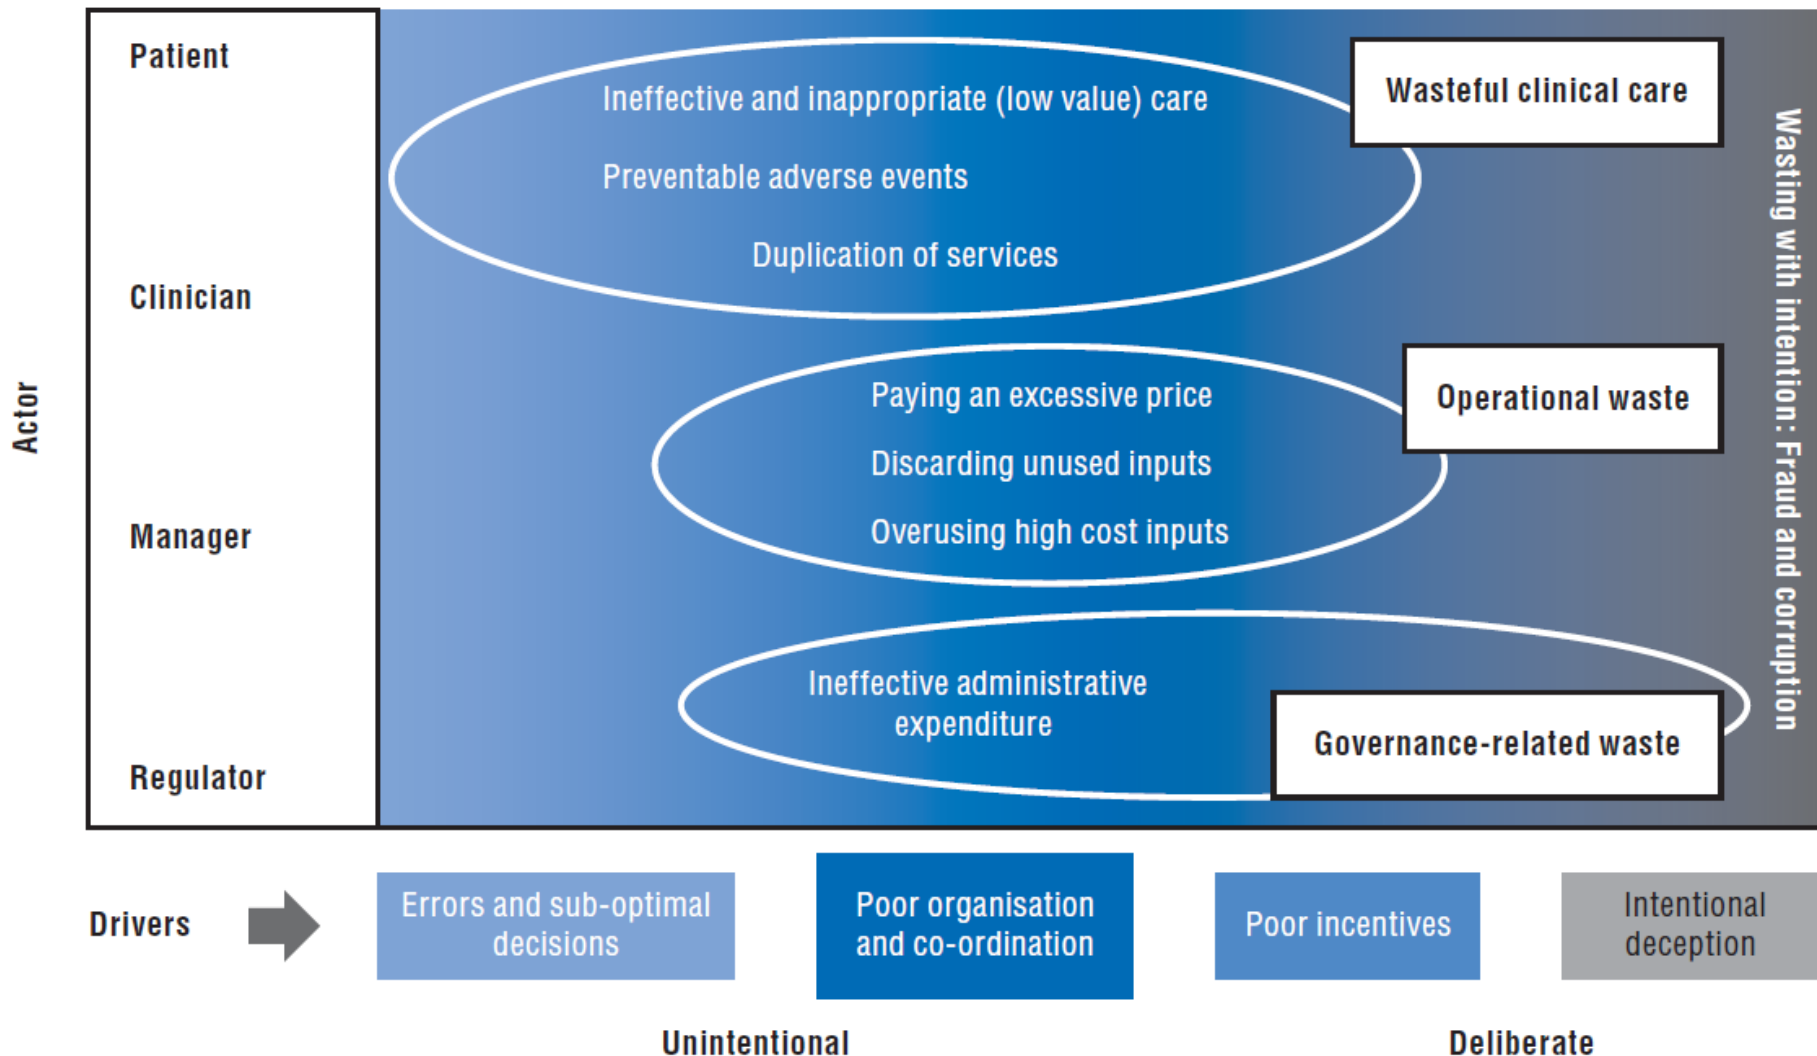 Patient
Ineffective and inappropriate (low value) care
Wasteful clinical care
Preventable adverse events
Duplication of services
Clinician
Wasting with intention: Fraud and corruption
Actor
Paying an excessive price
Operational waste
Discarding unused inputs
Manager
Overusing high cost inputs
Ineffective administrative
expenditure
Governance-related waste
Regulator
Drivers
Errors and sub-optimal
decisions
Poor organisation
and co-ordination
Poor incentives
Intentional
deception
Unintentional
Deliberate